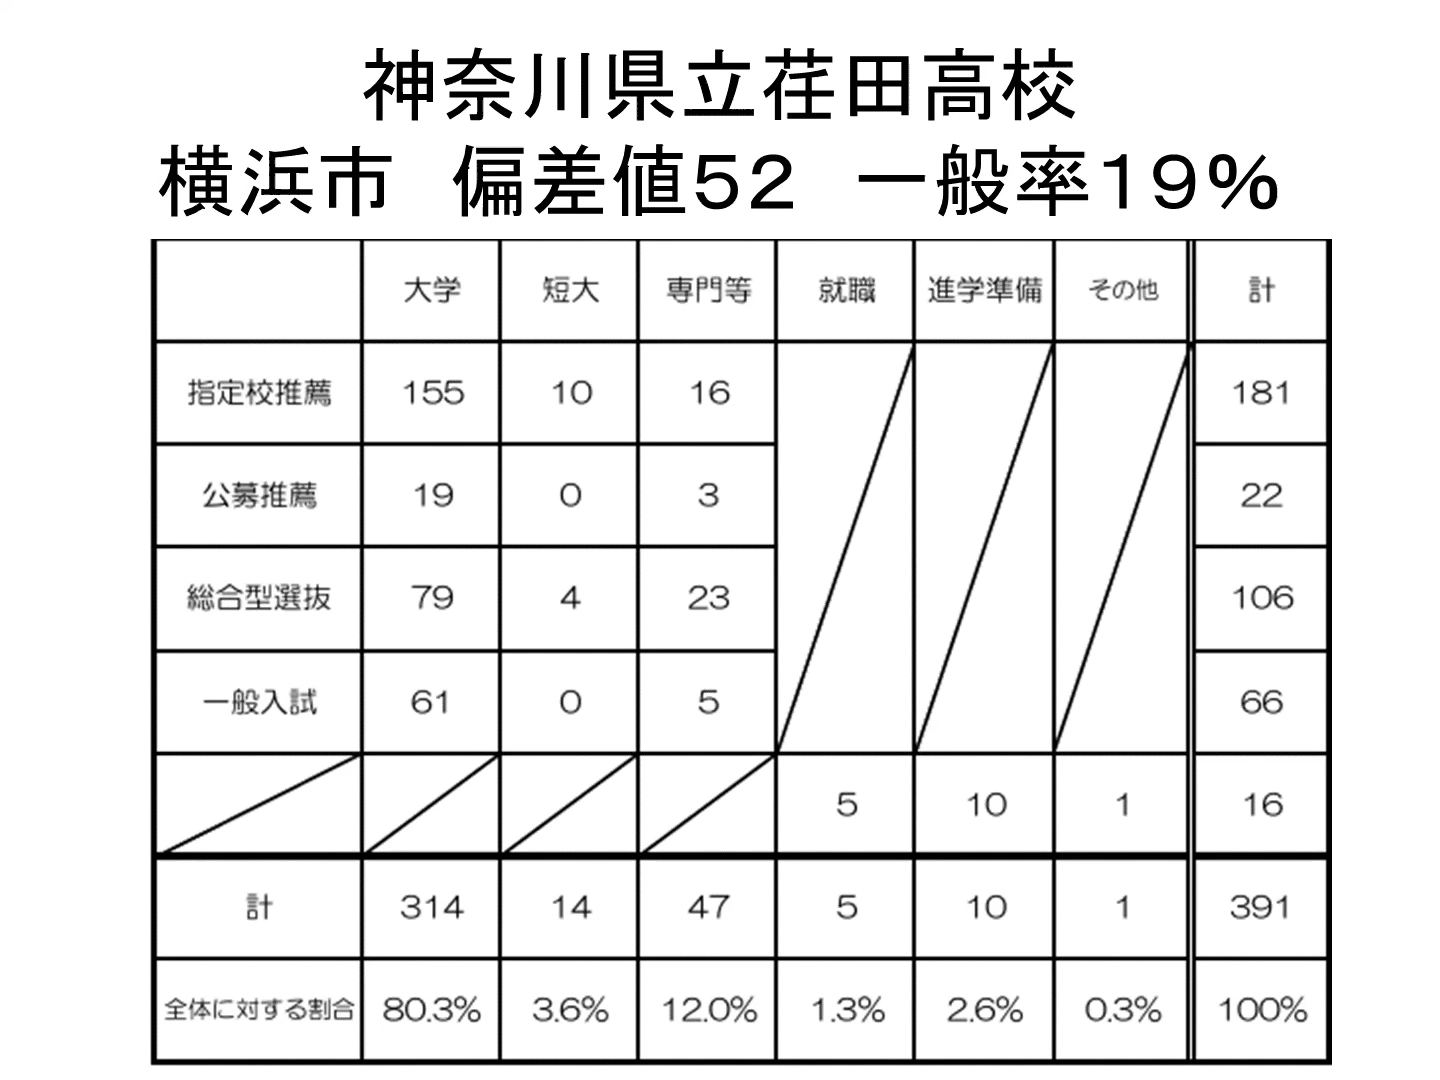 神奈川県立荏田高校
横浜市　偏差値５２　一般率１９％
大学 短大 専門等 就職 進学準備 その他 計
指定校推薦 155 10 16 181
公募推薦 19 0 3 22
総合型選抜 79 4 23 106
一般入試 61 0 5 66
5 10 1 16
計 314 14 47 5 10 1 391
全体に対する割合 80.3% 3.6% 12.0% 1.3% 2.6% 0.3% 100%